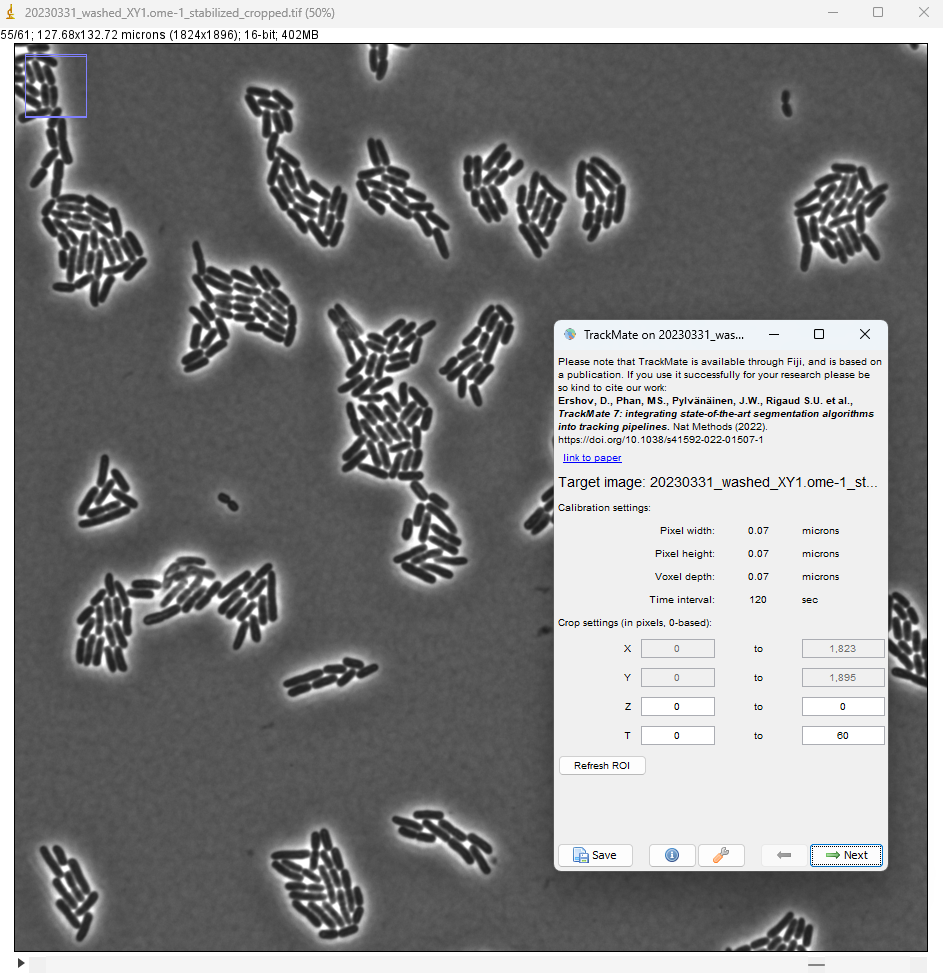 20230331_washed_XY1.ome-1_stabilized_cropped.tif (50%)
55/61; 127.68x132.72 microns (1824x1896); 16-bit; 402MB
TrackMate on 20230331_was...
Please note that TrackMate is available through Fiji, and is based on
a publication. If you use it successfully for your research please be
so kind to cite our work:
Ershov, D., Phan, MS., Pylvänäinen, J.W., Rigaud S.U. et al.,
TrackMate 7: integrating state-of-the-art segmentation algorithms
into tracking pipelines. Nat Methods (2022).
https://doi.org/10.1038/s41592-022-01507-1
link to paper
Target image: 20230331_washed_XY1.ome-1_st...
Calibration settings:
Pixel width: 0.07 microns
Pixel height: 0.07 microns
Voxel depth: 0.07 microns
Time interval: 120 sec
Crop settings (in pixels, 0-based):
X 0 to 1,823
Y 0 to 1,895
Z 0 to 0
T 0 to 60
Refresh ROI
Save Next